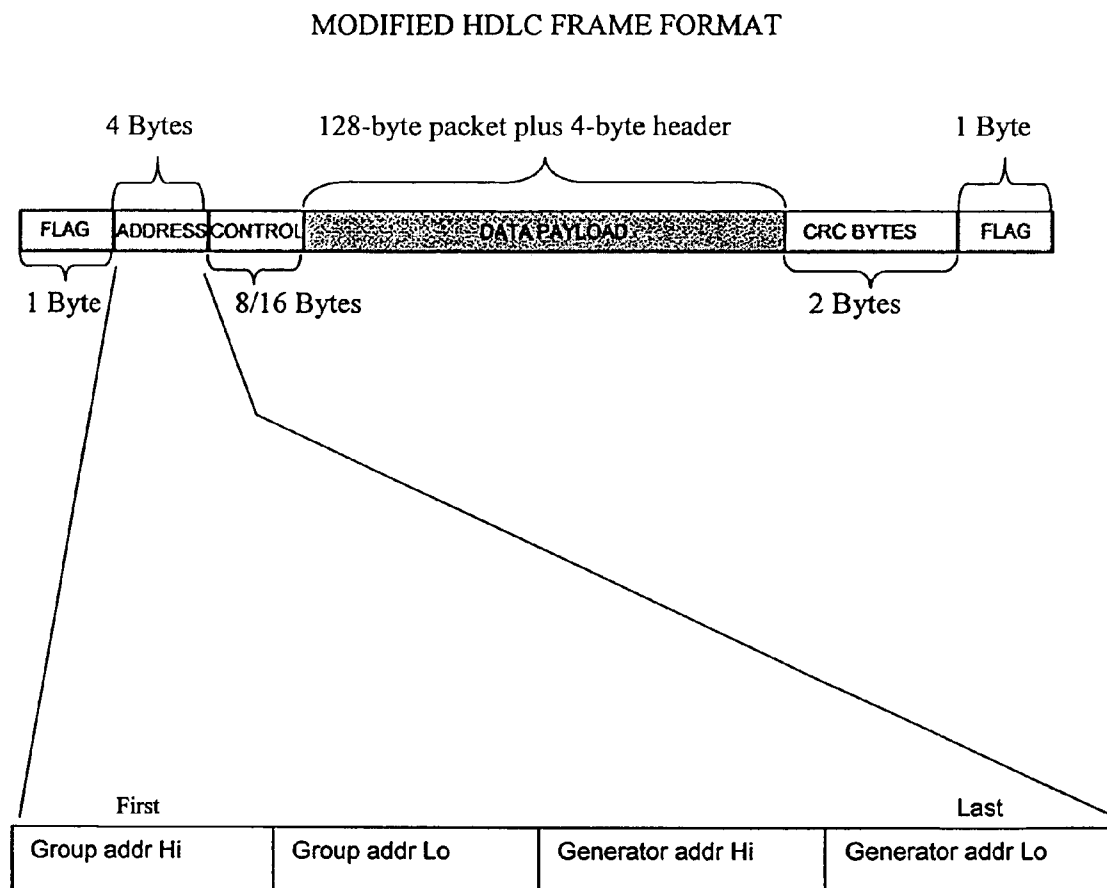 MODIFIED HDLC FRAME FORMAT
4 Bytes
128-byte packet plus 4-byte header
1 Byte
FLAG
ADDRESS
CONTROL
DATA PAYLOAD
CRC BYTES
FLAG
1 Byte
8/16 Bytes
2 Bytes
First
Last
Group addr Hi
Group addr Lo
Generator addr Hi
Generator addr Lo